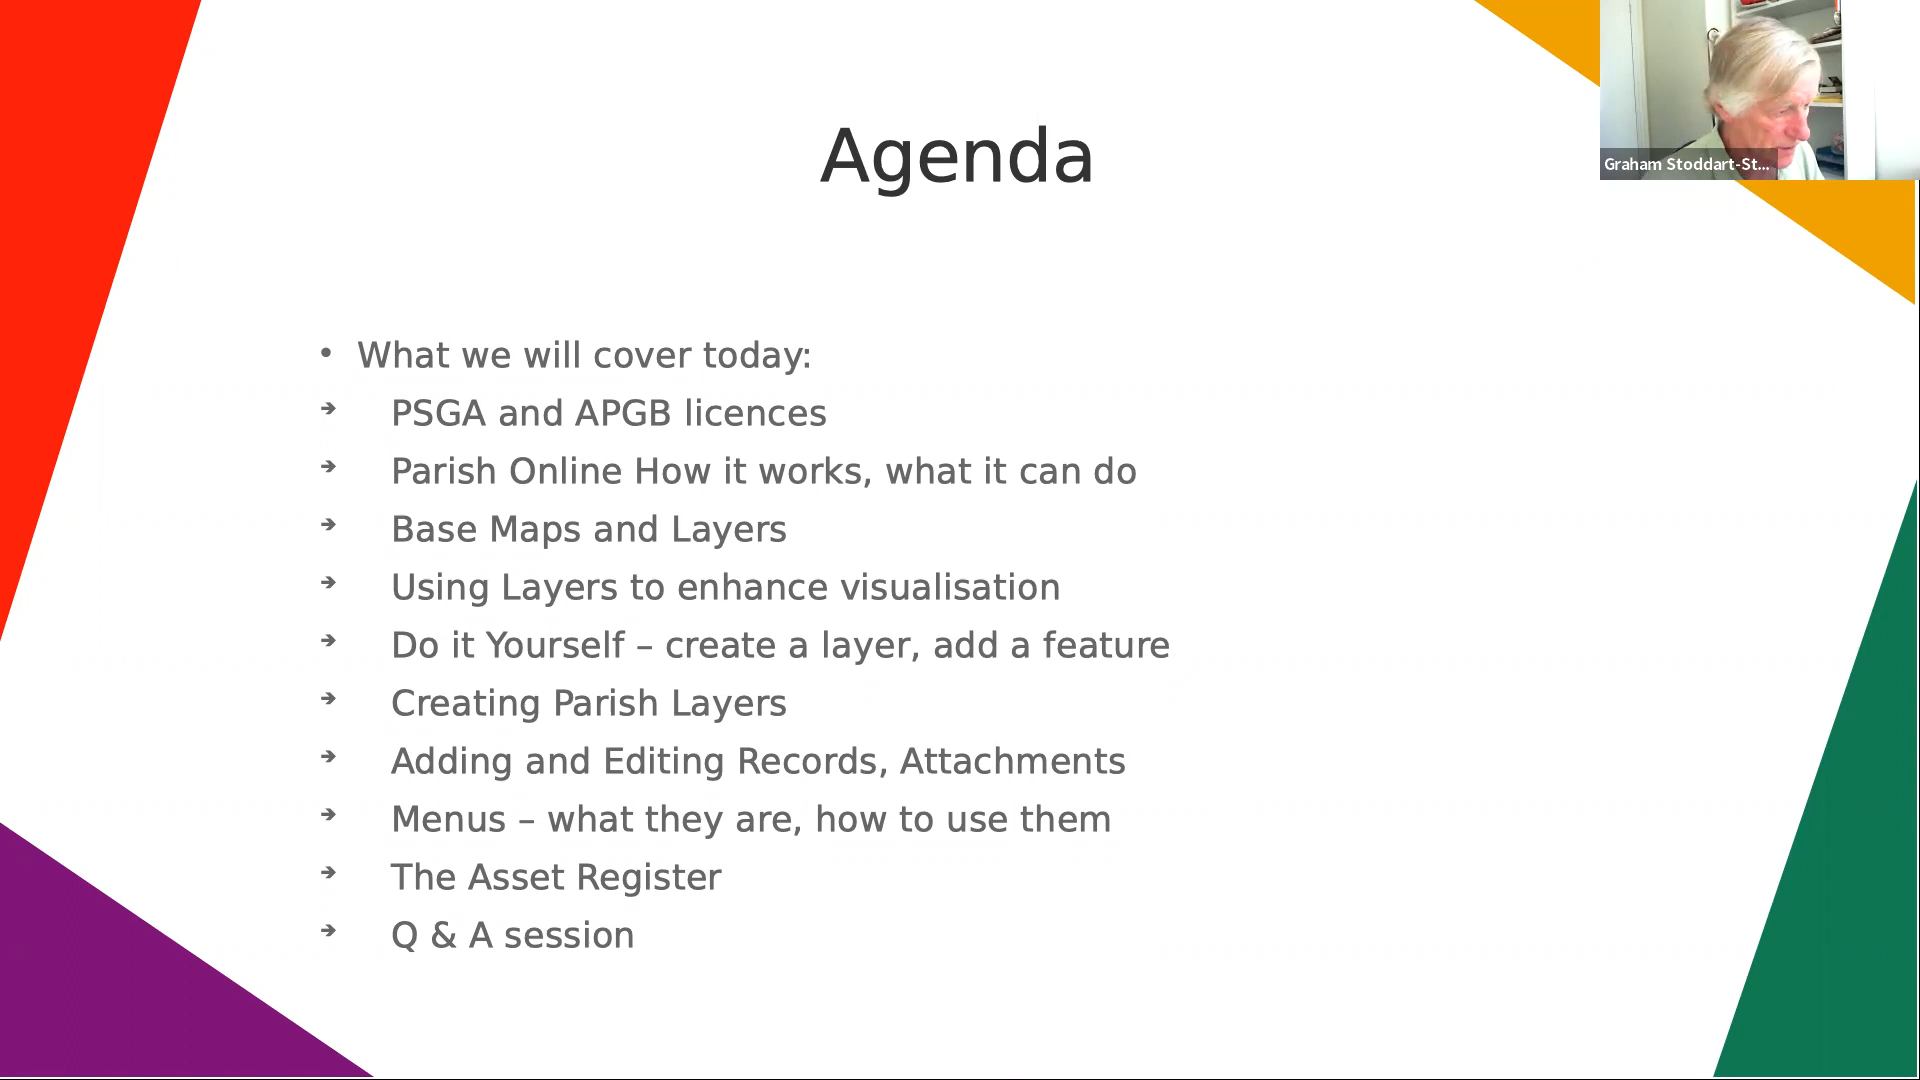 Agenda
Graham Stoddart-St...
• What we will cover today:
➔ PSGA and APGB licences
➔ Parish Online How it works, what it can do
➔ Base Maps and Layers
➔ Using Layers to enhance visualisation
➔ Do it Yourself – create a layer, add a feature
➔ Creating Parish Layers
➔ Adding and Editing Records, Attachments
➔ Menus – what they are, how to use them
➔ The Asset Register
➔ Q & A session